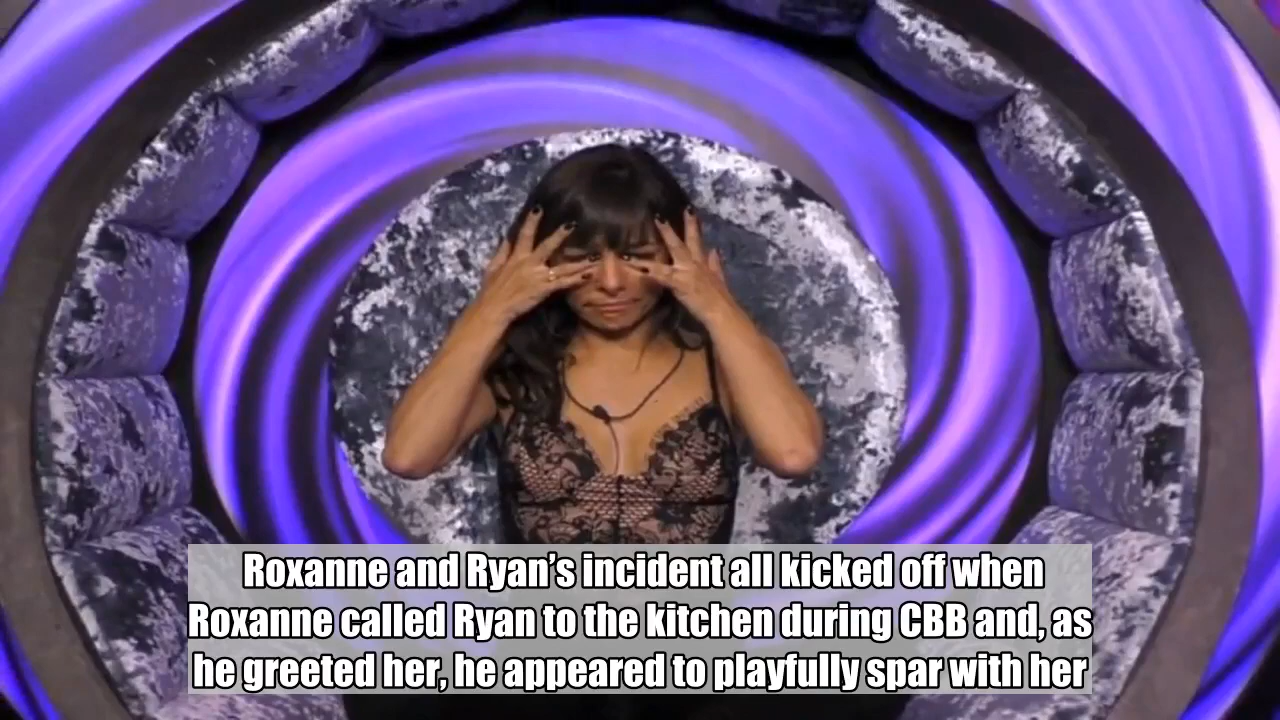 Roxanne and Ryan’s incident all kicked off when
Roxanne called Ryan to the kitchen during CBB and, as
he greeted her, he appeared to playfully spar with her